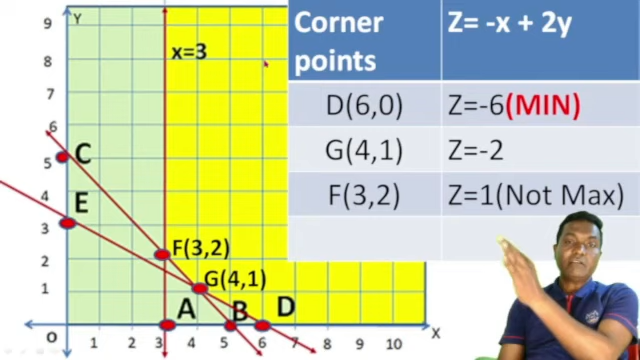 Corner points
Z= -x + 2y
D(6,0)
Z=-6(MIN)
G(4,1)
Z=-2
F(3,2)
Z=1(Not Max)
Y
9
8
7
6
5
4
3
2
1
O
1 2 3 4 5 6 7 8 9 10
X
x=3
C
E
F(3,2)
G(4,1)
A
B
D